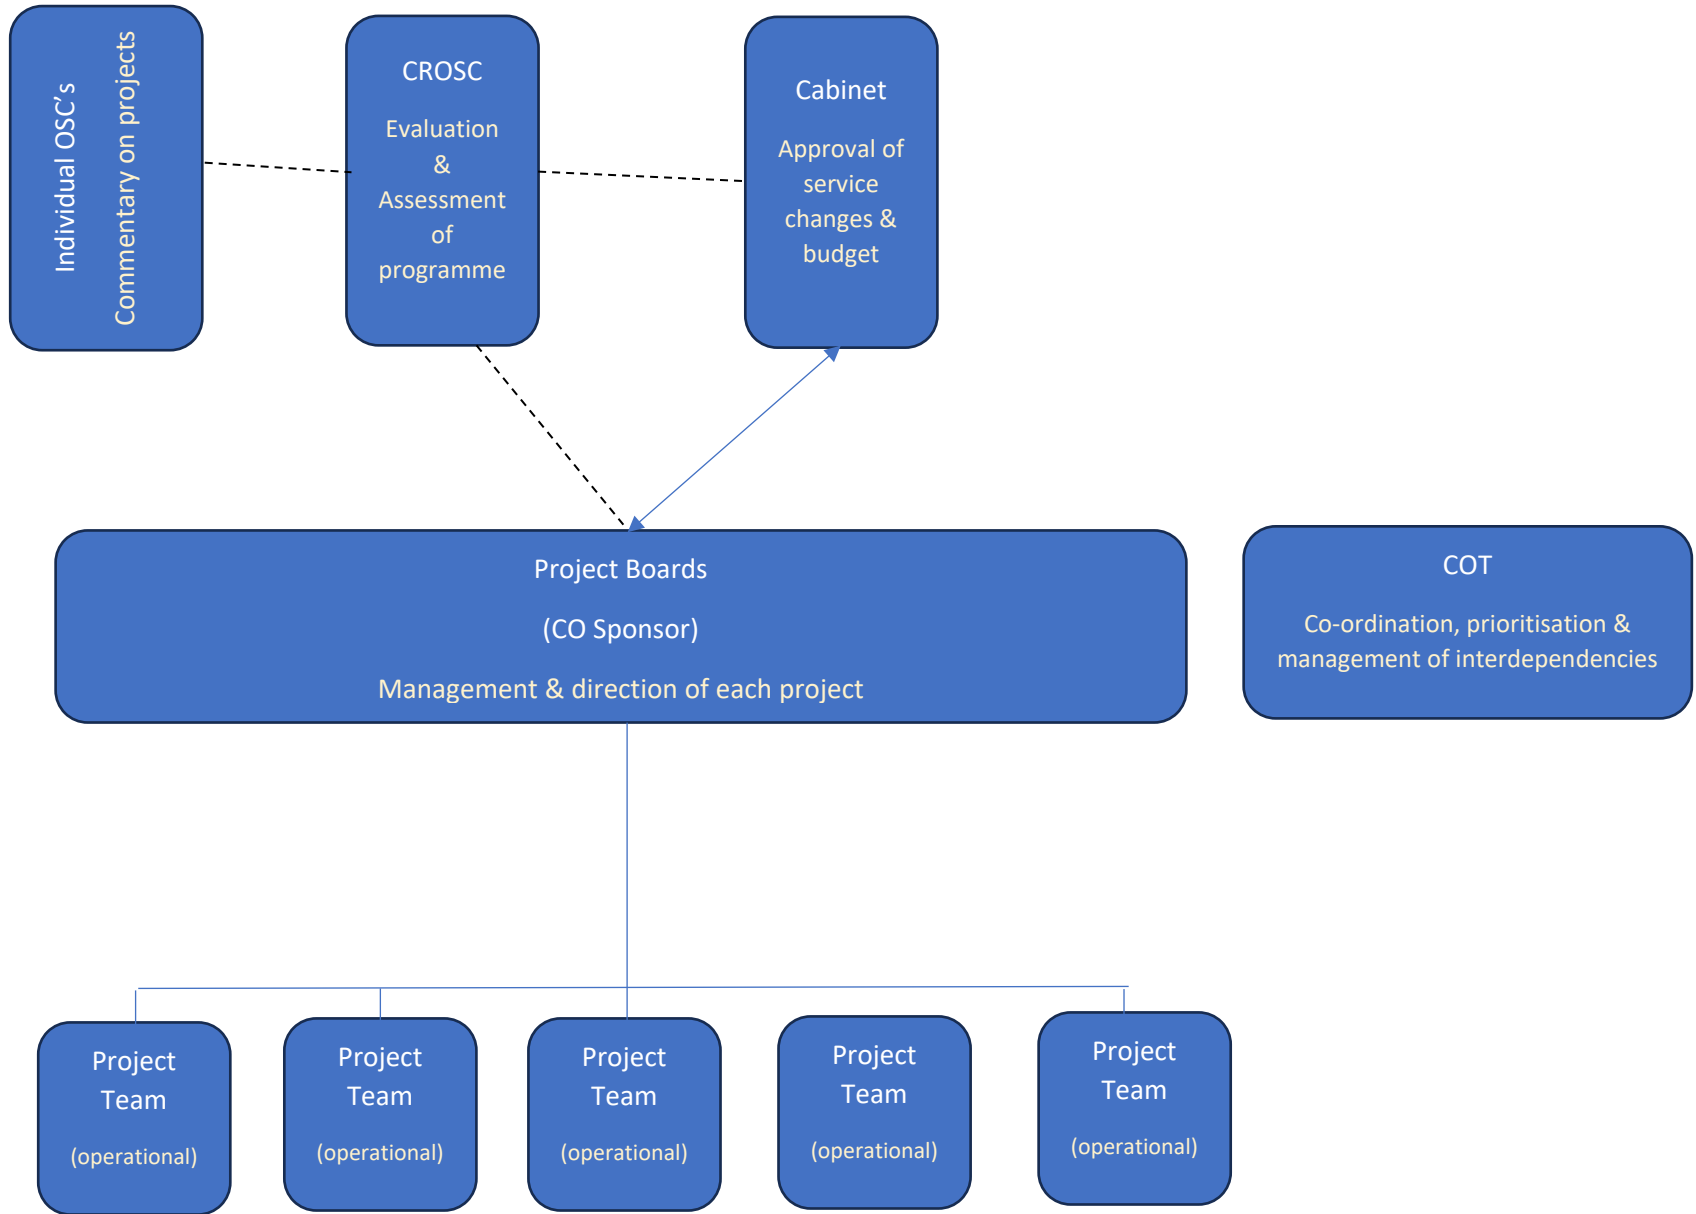 Individual OSC's
Commentary on projects
CROSC
Evaluation
&
Assessment
of
programme
Cabinet
Approval of
service
changes &
budget
Project Boards
(CO Sponsor)
Management & direction of each project
COT
Co-ordination, prioritisation &
management of interdependencies
Project
Team
(operational)
Project
Team
(operational)
Project
Team
(operational)
Project
Team
(operational)
Project
Team
(operational)